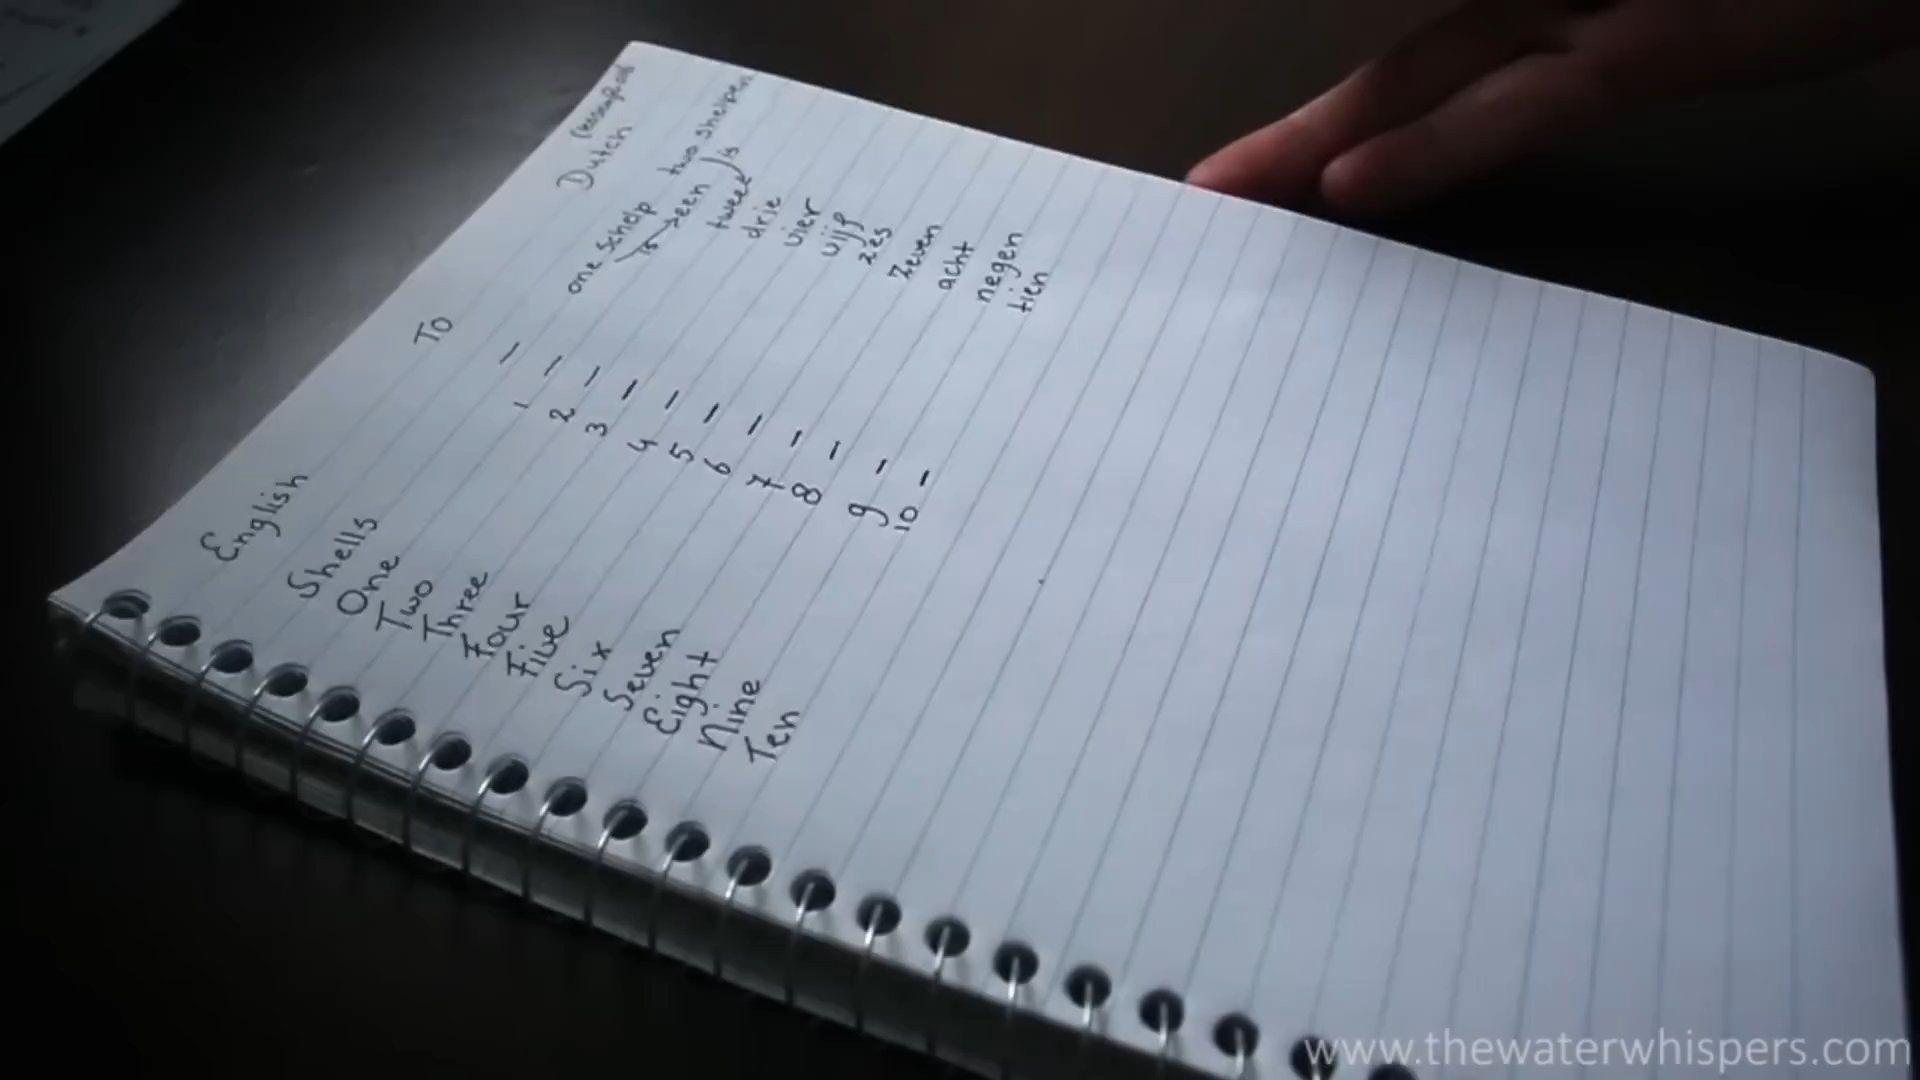 English To Dutch
Shells - one schelp two shelpen
is is
One 1 - een
Two 2 - twee
Three 3 - drie
Four 4 - vier
Five 5 - vijf
Six 6 - zes
Seven 7 - zeven
Eight 8 - acht
Nine 9 - negen
Ten 10 - tien
www.thewaterwhispers.com